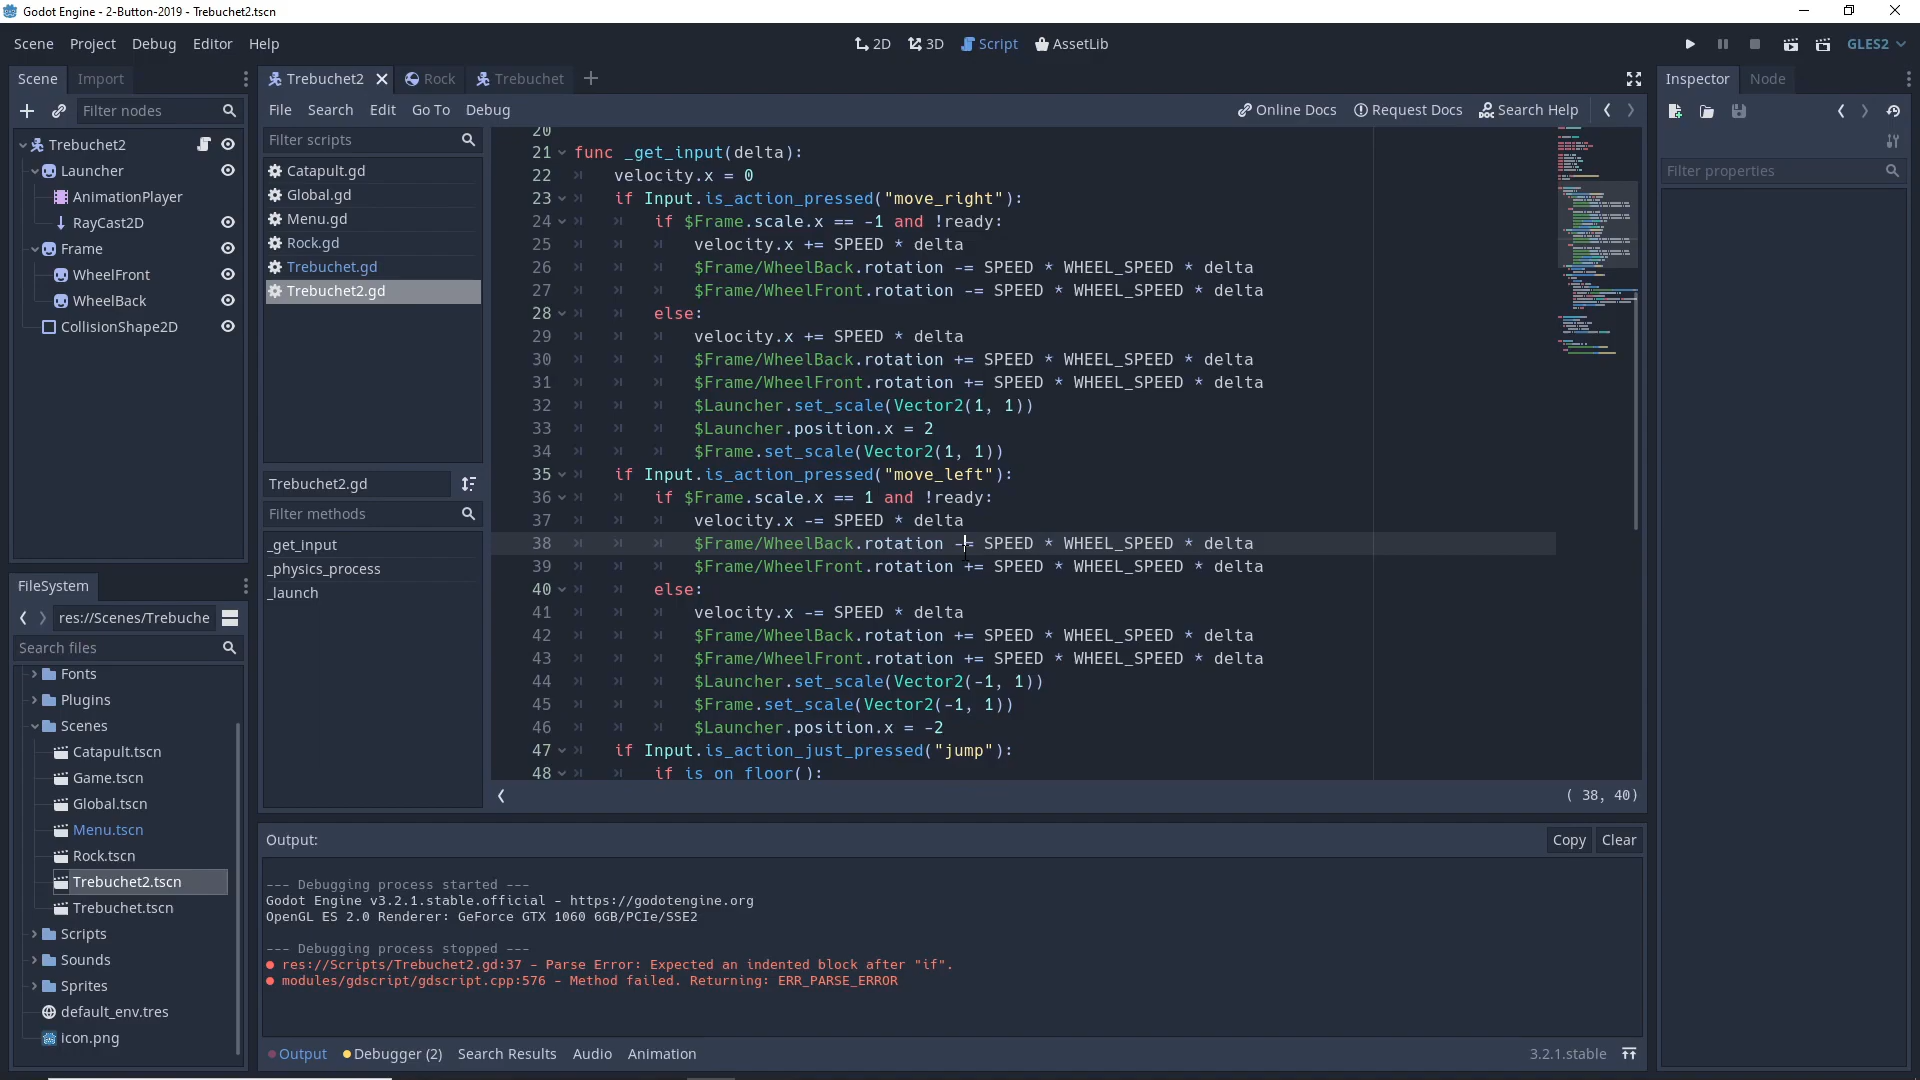 Godot Engine - 2-Button-2019 - Trebuchet2.tscn
Scene Project Debug Editor Help
2D 3D Script AssetLib
GLES2
Scene Import
Filter nodes
Trebuchet2
Launcher
AnimationPlayer
RayCast2D
Frame
WheelFront
WheelBack
CollisionShape2D
FileSystem
res://Scenes/Trebuche
Search files
Fonts
Plugins
Scenes
Catapult.tscn
Game.tscn
Global.tscn
Menu.tscn
Rock.tscn
Trebuchet2.tscn
Trebuchet.tscn
Scripts
Sounds
Sprites
default_env.tres
icon.png
Trebuchet2 Rock Trebuchet
File Search Edit Go To Debug
Online Docs Request Docs Search Help
Filter scripts
Catapult.gd
Global.gd
Menu.gd
Rock.gd
Trebuchet.gd
Trebuchet2.gd
Trebuchet2.gd
Filter methods
_get_input
_physics_process
_launch
20
21 func _get_input(delta):
22 velocity.x = 0
23 if Input.is_action_pressed("move_right"):
24 if $Frame.scale.x == -1 and !ready:
25 velocity.x += SPEED * delta
26 $Frame/WheelBack.rotation -= SPEED * WHEEL_SPEED * delta
27 $Frame/WheelFront.rotation -= SPEED * WHEEL_SPEED * delta
28 else:
29 velocity.x += SPEED * delta
30 $Frame/WheelBack.rotation += SPEED * WHEEL_SPEED * delta
31 $Frame/WheelFront.rotation += SPEED * WHEEL_SPEED * delta
32 $Launcher.set_scale(Vector2(1, 1))
33 $Launcher.position.x = 2
34 $Frame.set_scale(Vector2(1, 1))
35 if Input.is_action_pressed("move_left"):
36 if $Frame.scale.x == 1 and !ready:
37 velocity.x -= SPEED * delta
38 $Frame/WheelBack.rotation -= SPEED * WHEEL_SPEED * delta
39 $Frame/WheelFront.rotation += SPEED * WHEEL_SPEED * delta
40 else:
41 velocity.x -= SPEED * delta
42 $Frame/WheelBack.rotation += SPEED * WHEEL_SPEED * delta
43 $Frame/WheelFront.rotation += SPEED * WHEEL_SPEED * delta
44 $Launcher.set_scale(Vector2(-1, 1))
45 $Frame.set_scale(Vector2(-1, 1))
46 $Launcher.position.x = -2
47 if Input.is_action_just_pressed("jump"):
48 if is_on_floor():
( 38, 40)
Output:
Copy Clear
--- Debugging process started ---
Godot Engine v3.2.1.stable.official - https://godotengine.org
OpenGL ES 2.0 Renderer: GeForce GTX 1060 6GB/PCIe/SSE2
--- Debugging process stopped ---
res://Scripts/Trebuchet2.gd:37 - Parse Error: Expected an indented block after "if".
modules/gdscript/gdscript.cpp:576 - Method failed. Returning: ERR_PARSE_ERROR
Output Debugger (2) Search Results Audio Animation
3.2.1.stable
Inspector Node
Filter properties